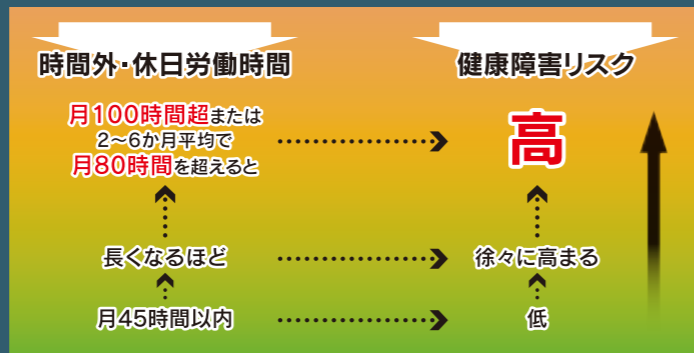 時間外・休日労働時間
健康障害リスク
月100時間超または
2〜6か月平均で
月80時間を超えると
高
長くなるほど
徐々に高まる
月45時間以内
低